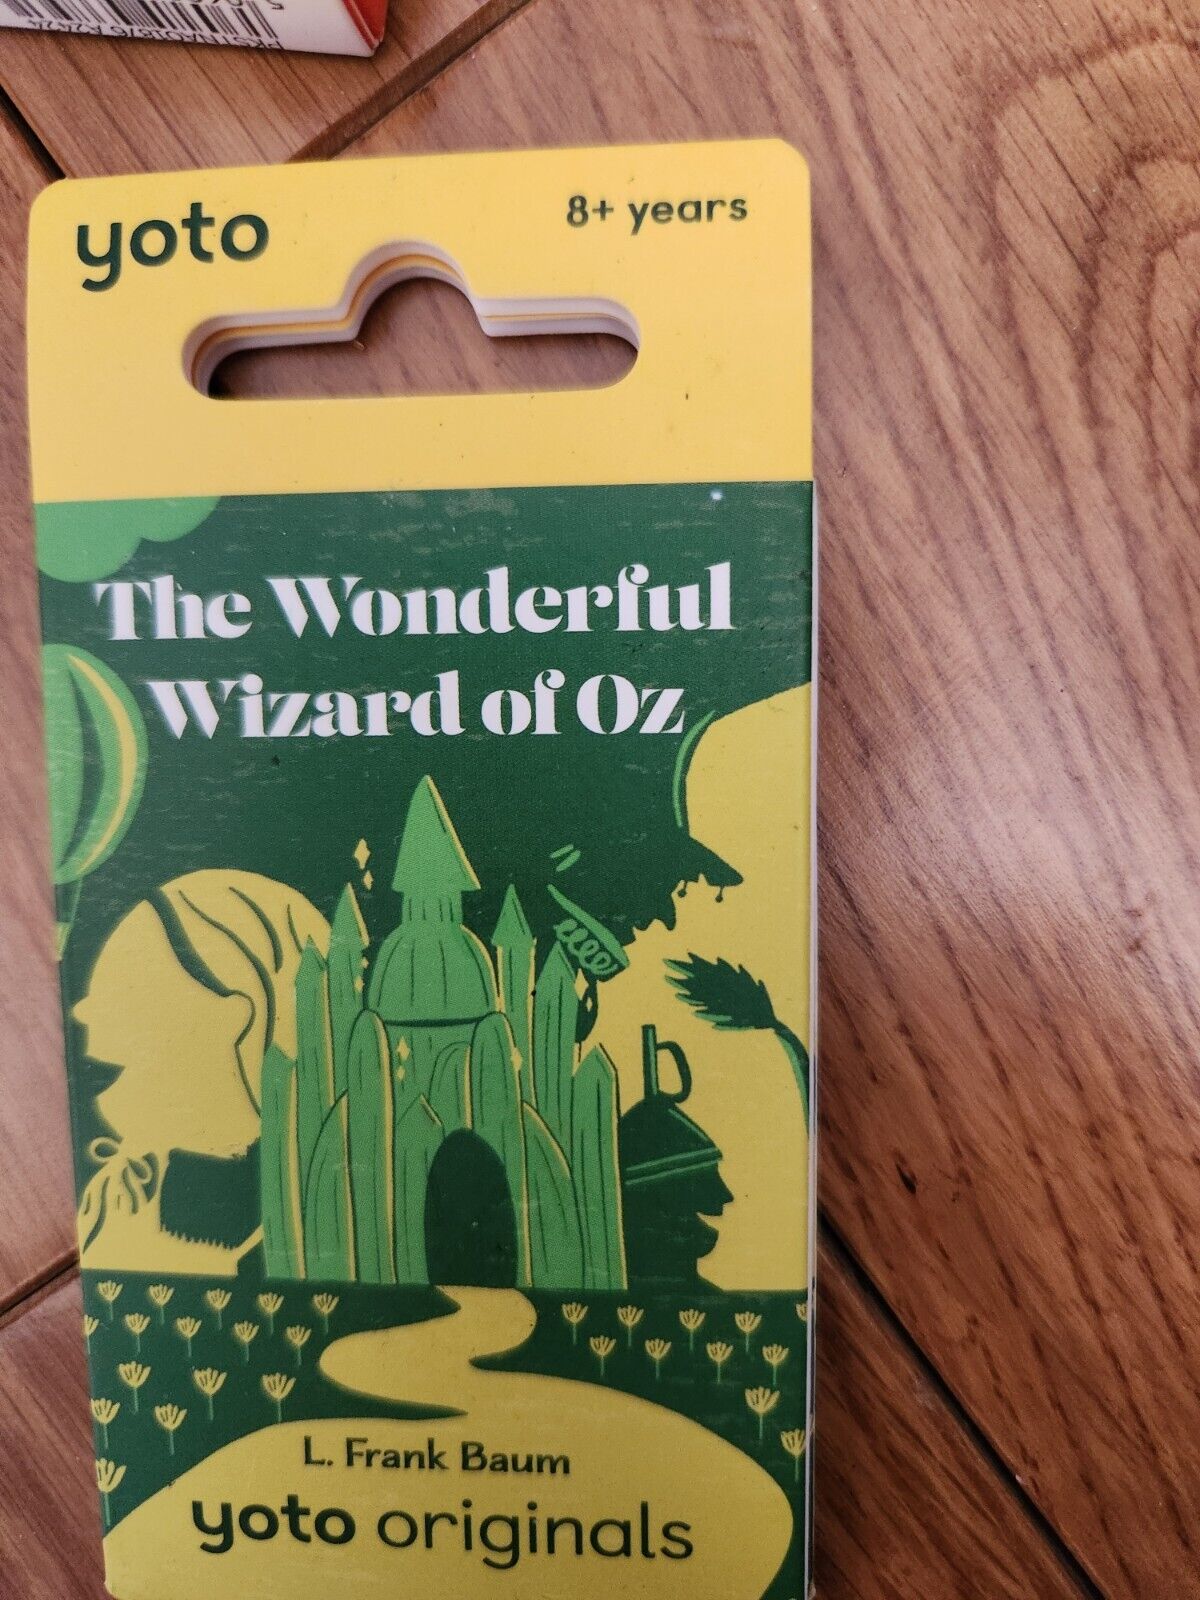 yoto
8+ years
The Wonderful
Wizard of Oz
L. Frank Baum
yoto originals